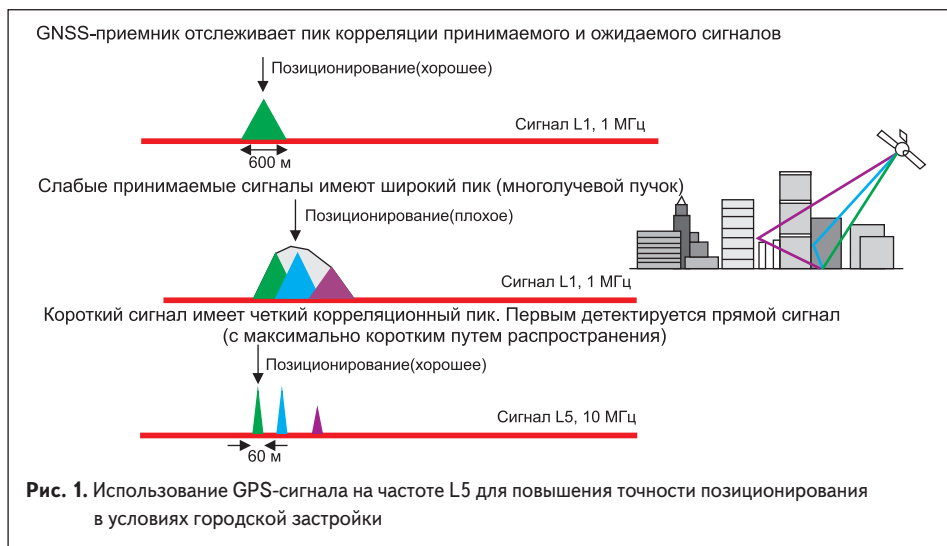 GNSS-приемник отслеживает пик корреляции принимаемого и ожидаемого сигналов
Позиционирование(хорошее)
Сигнал L1, 1 МГц
600 м
Слабые принимаемые сигналы имеют широкий пик (многолучевой пучок)
Позиционирование(плохое)
Сигнал L1, 1 МГц
Короткий сигнал имеет четкий корреляционный пик. Первым детектируется прямой сигнал
(с максимально коротким путем распространения)
Позиционирование(хорошее)
Сигнал L5, 10 МГц
60 м
Рис. 1. Использование GPS-сигнала на частоте L5 для повышения точности позиционирования
в условиях городской застройки